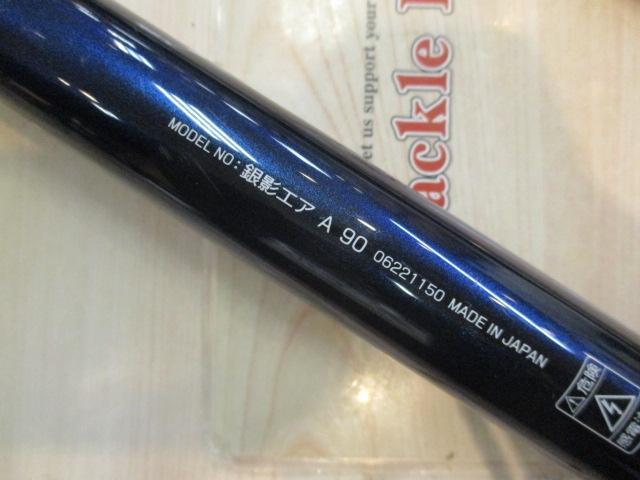 MODEL NO: 銀影エア A 90 06221150 MADE IN JAPAN
危険
et us support your
ackle